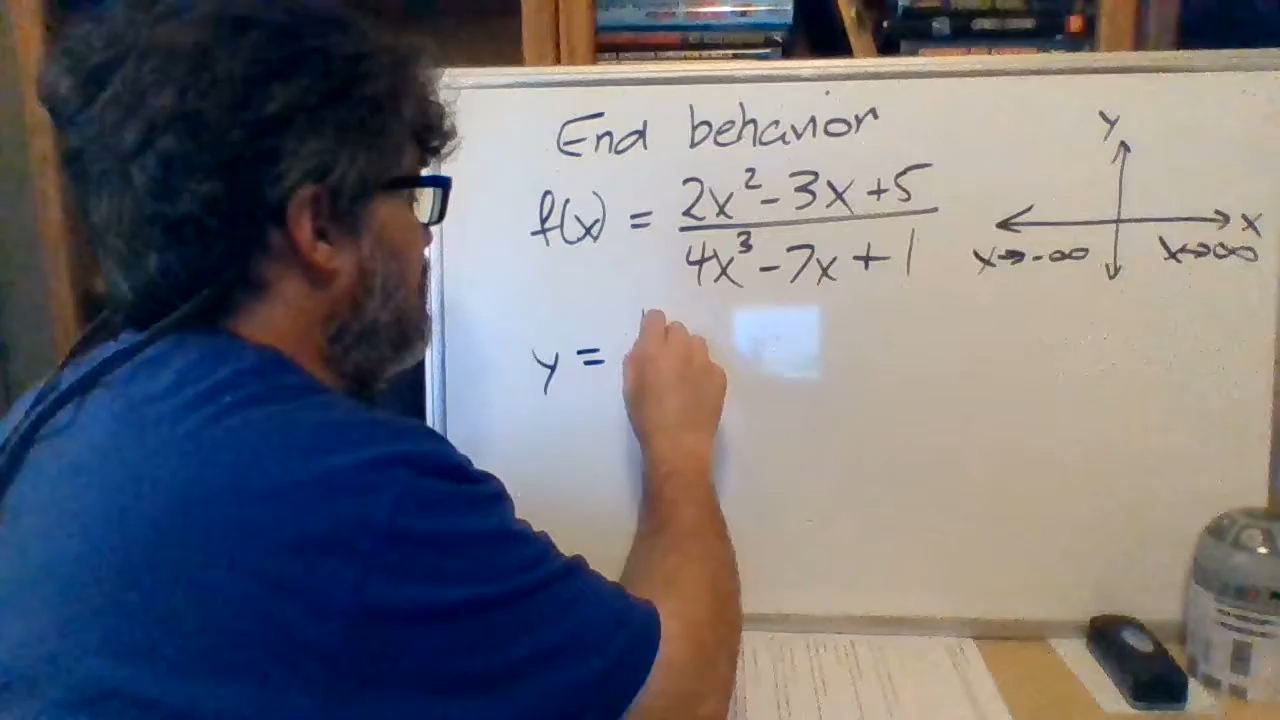 End behavior
f(x) = (2x² - 3x + 5)/(4x³ - 7x + 1)
y
x
x→-∞
x→∞
y =